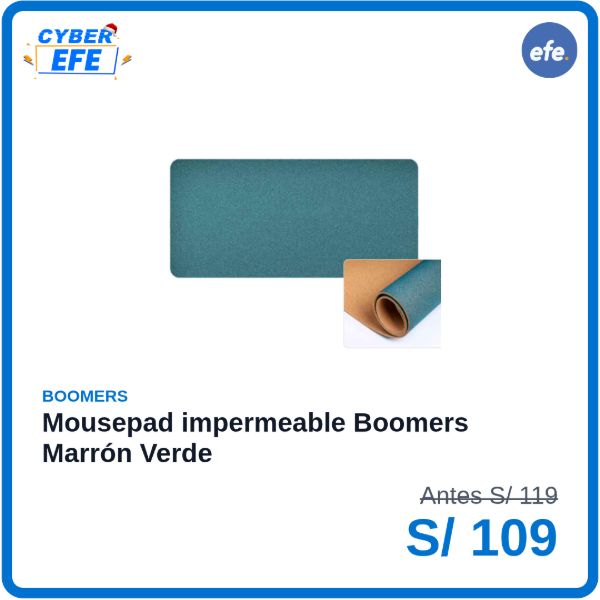 CYBER
EFE
efe.
BOOMERS
Mousepad impermeable Boomers
Marrón Verde
Antes S/ 119
S/ 109